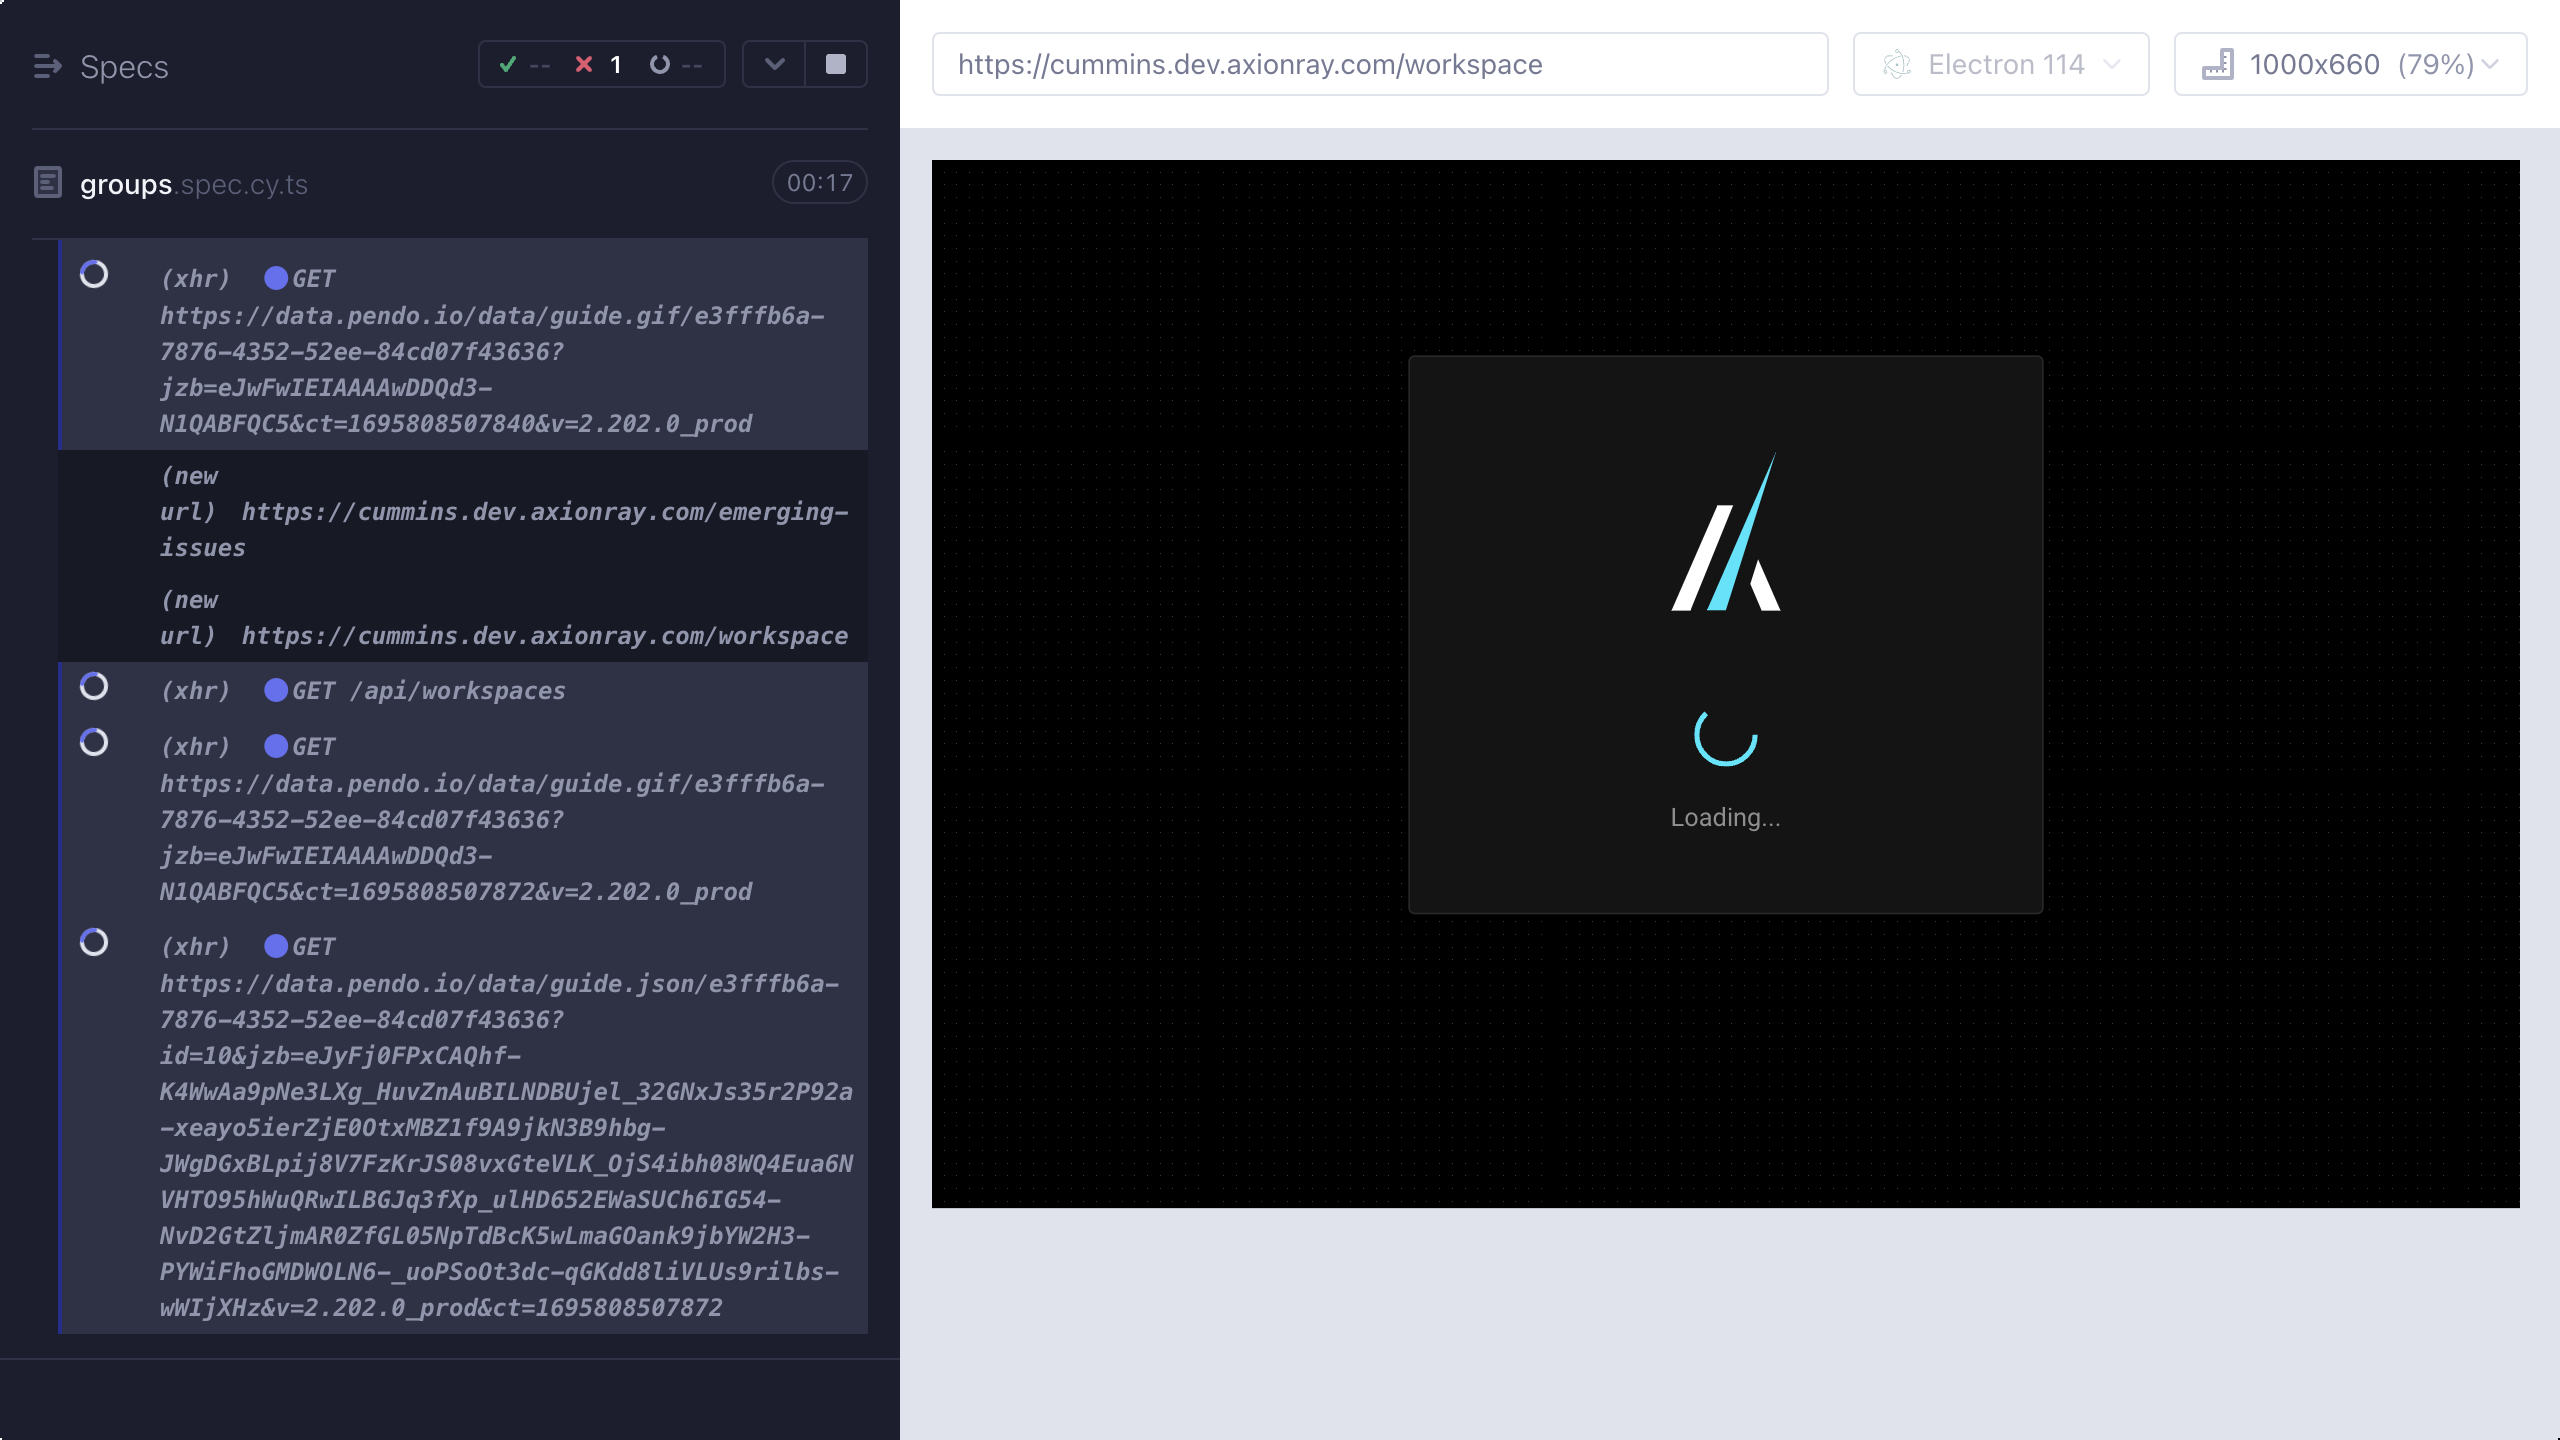 Specs
-- 1 --
groups.spec.cy.ts 00:17
(xhr) GET
https://data.pendo.io/data/guide.gif/e3fffb6a-
7876-4352-52ee-84cd07f43636?
jzb=eJwFwIEIAAAAwDDQd3-
N1QABFQC5&ct=1695808507840&v=2.202.0_prod
(new
url) https://cummins.dev.axionray.com/emerging-
issues
(new
url) https://cummins.dev.axionray.com/workspace
(xhr) GET /api/workspaces
(xhr) GET
https://data.pendo.io/data/guide.gif/e3fffb6a-
7876-4352-52ee-84cd07f43636?
jzb=eJwFwIEIAAAAwDDQd3-
N1QABFQC5&ct=1695808507872&v=2.202.0_prod
(xhr) GET
https://data.pendo.io/data/guide.json/e3fffb6a-
7876-4352-52ee-84cd07f43636?
id=10&jzb=eJyFj0FPxCAQhf-
K4WwAa9pNe3LXg_HuvZnAuBILNDBUjel_32GNxJs35r2P92a
-xeayo5ierZjE0OtxMBZ1f9A9jkN3B9hbg-
JWgDGxBLpij8V7FzKrJS08vxGteVLK_OjS4ibh08WQ4Eua6N
VHTO95hWuQRwILBGJq3fXp_ulHD652EWaSUCh6IG54-
NvD2GtZljmAR0ZfGL05NpTdBcK5wLmaGOank9jbYW2H3-
PYWiFhoGMDWOLN6-_uoPSoOt3dc-qGKdd8liVLUs9rilbs-
wWIjXHz&v=2.202.0_prod&ct=1695808507872
https://cummins.dev.axionray.com/workspace
Electron 114
1000x660 (79%)
Loading...